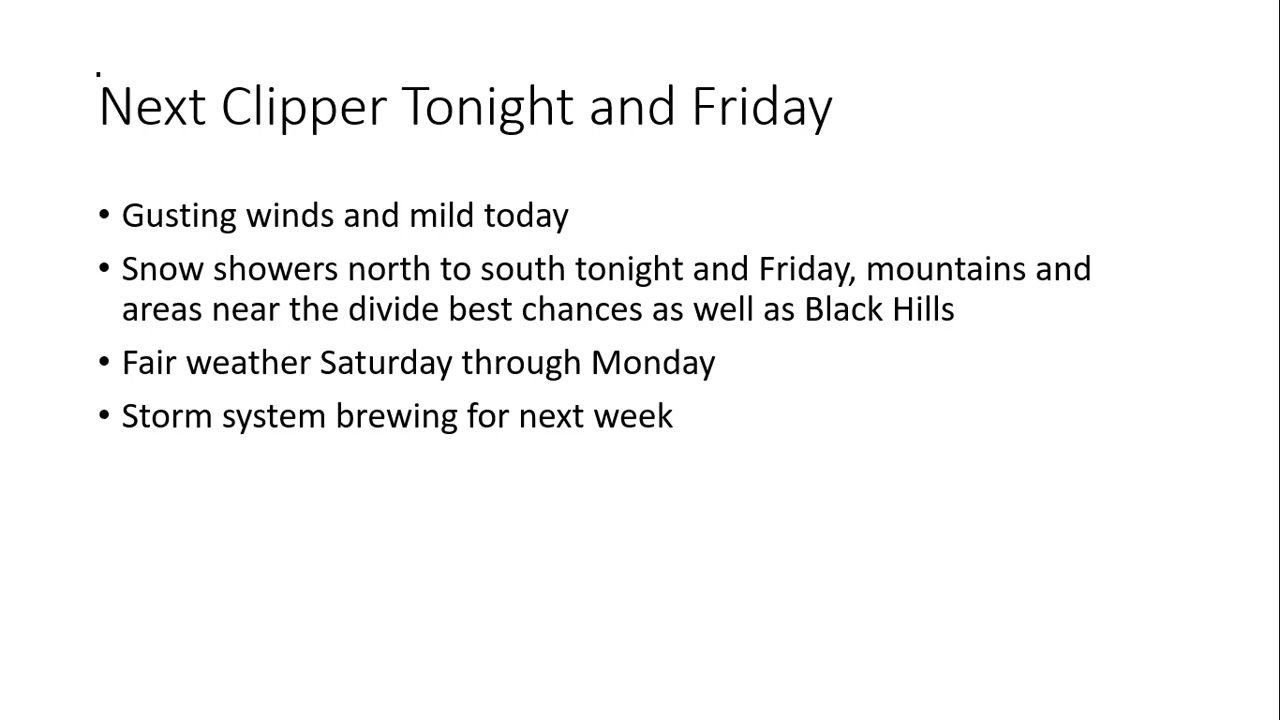 Next Clipper Tonight and Friday
• Gusting winds and mild today
• Snow showers north to south tonight and Friday, mountains and
areas near the divide best chances as well as Black Hills
• Fair weather Saturday through Monday
• Storm system brewing for next week